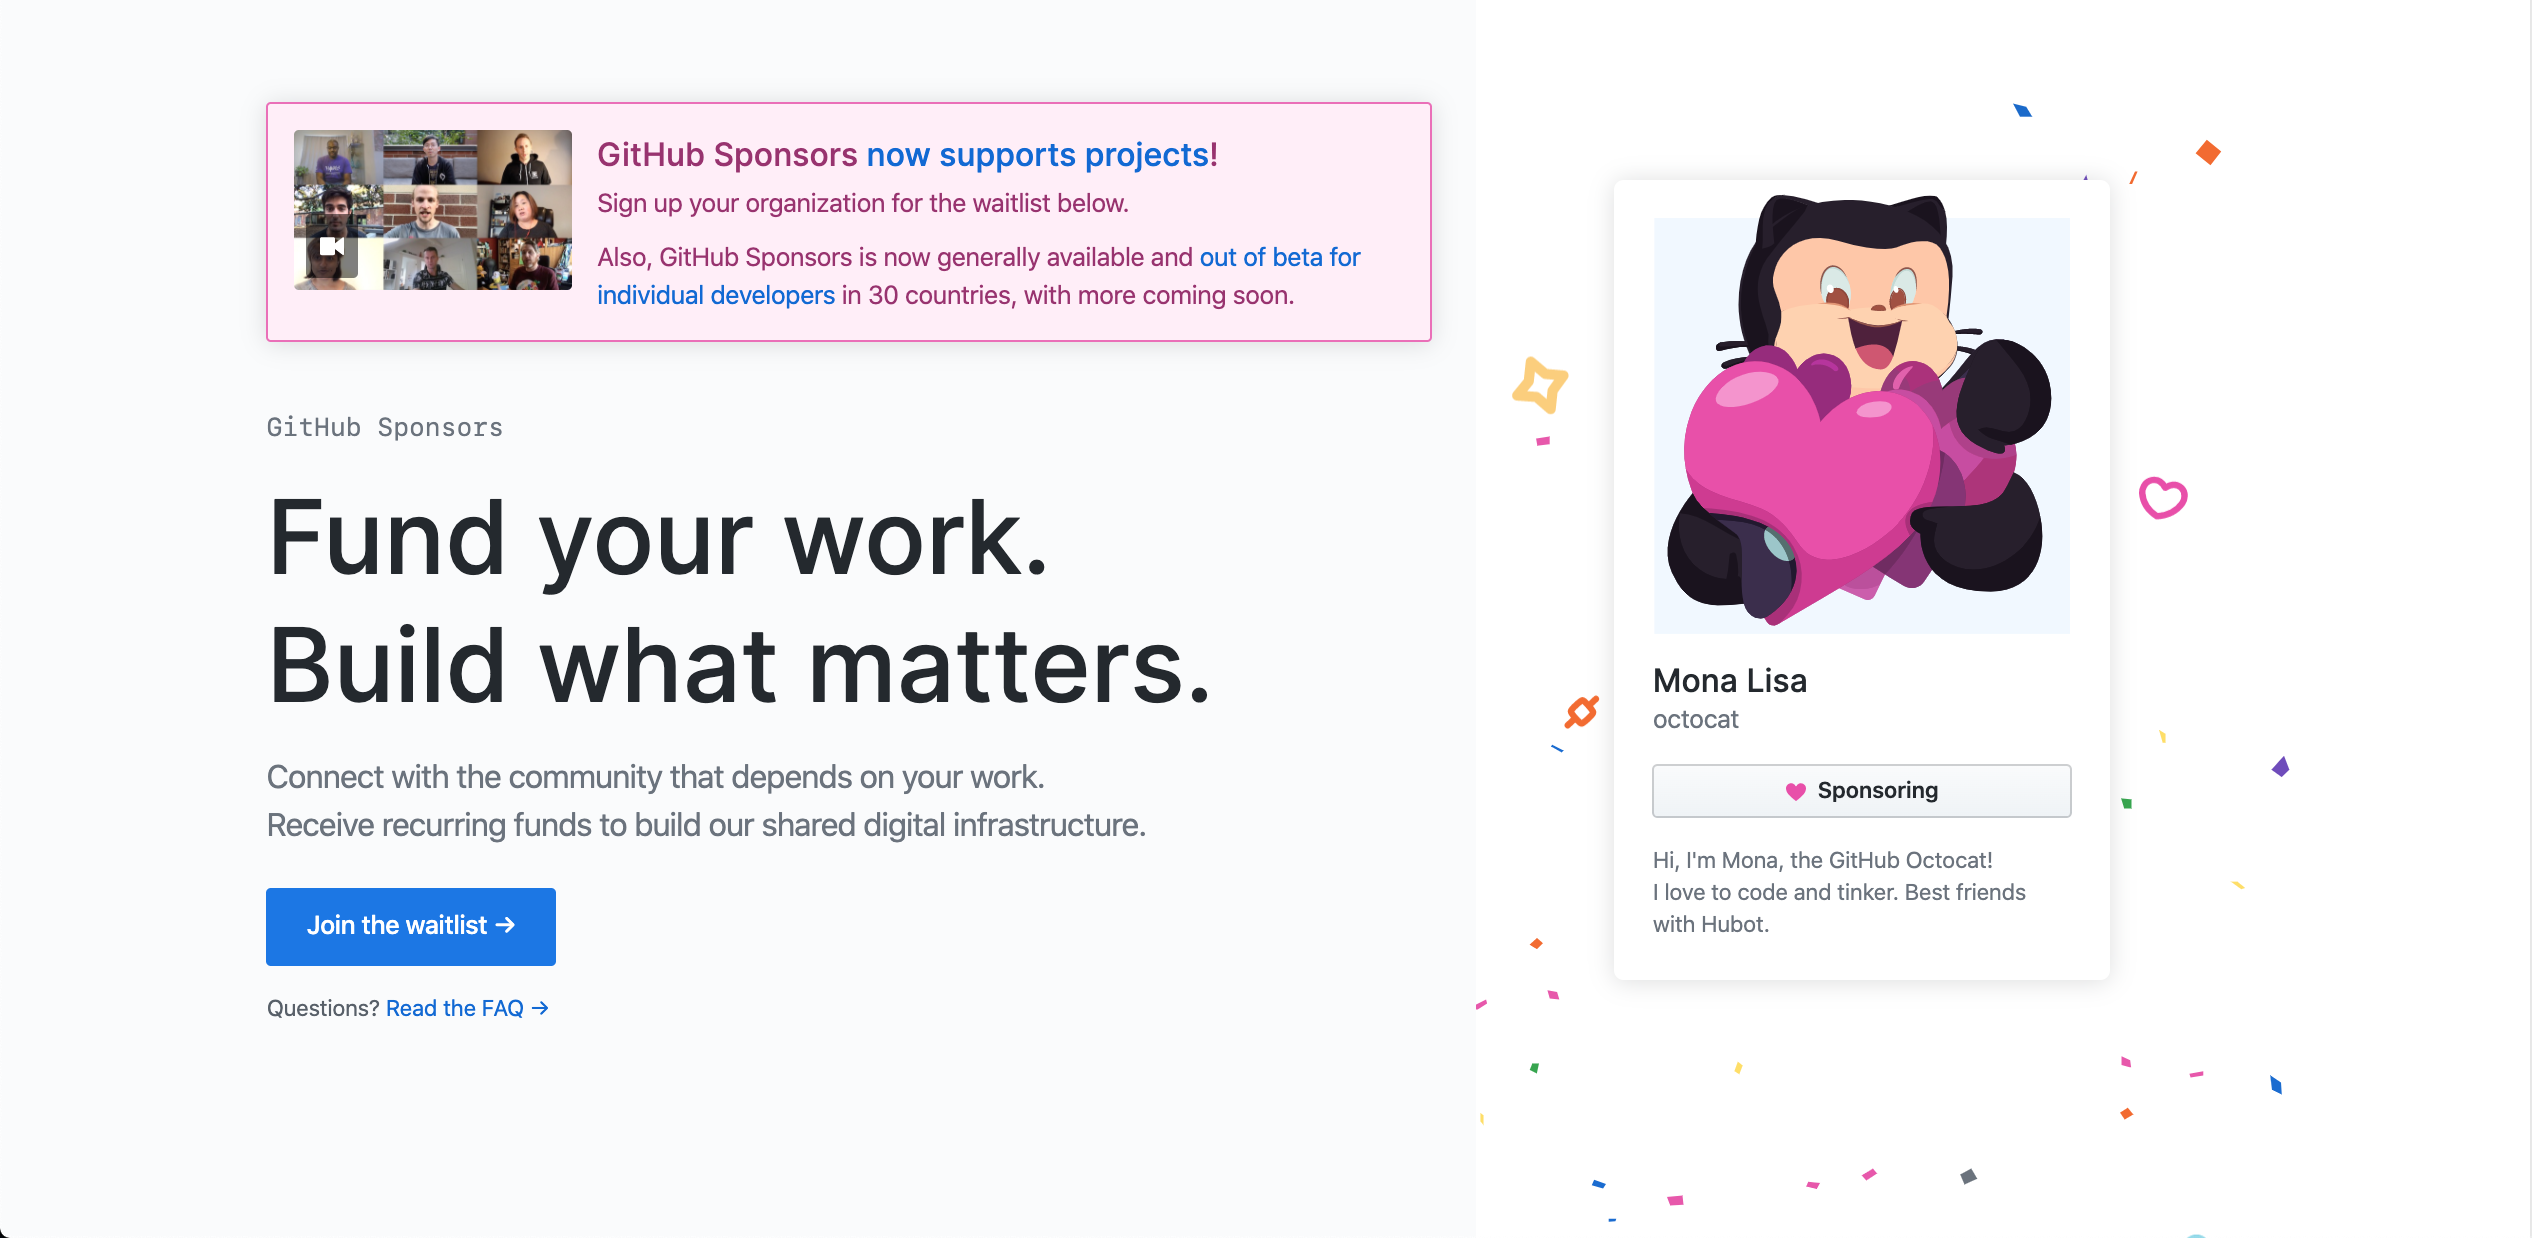 GitHub Sponsors now supports projects!
Sign up your organization for the waitlist below.
Also, GitHub Sponsors is now generally available and out of beta for
individual developers in 30 countries, with more coming soon.
GitHub Sponsors
Fund your work.
Build what matters.
Connect with the community that depends on your work.
Receive recurring funds to build our shared digital infrastructure.
Join the waitlist →
Questions? Read the FAQ →
Mona Lisa
octocat
Sponsoring
Hi, I'm Mona, the GitHub Octocat!
I love to code and tinker. Best friends
with Hubot.